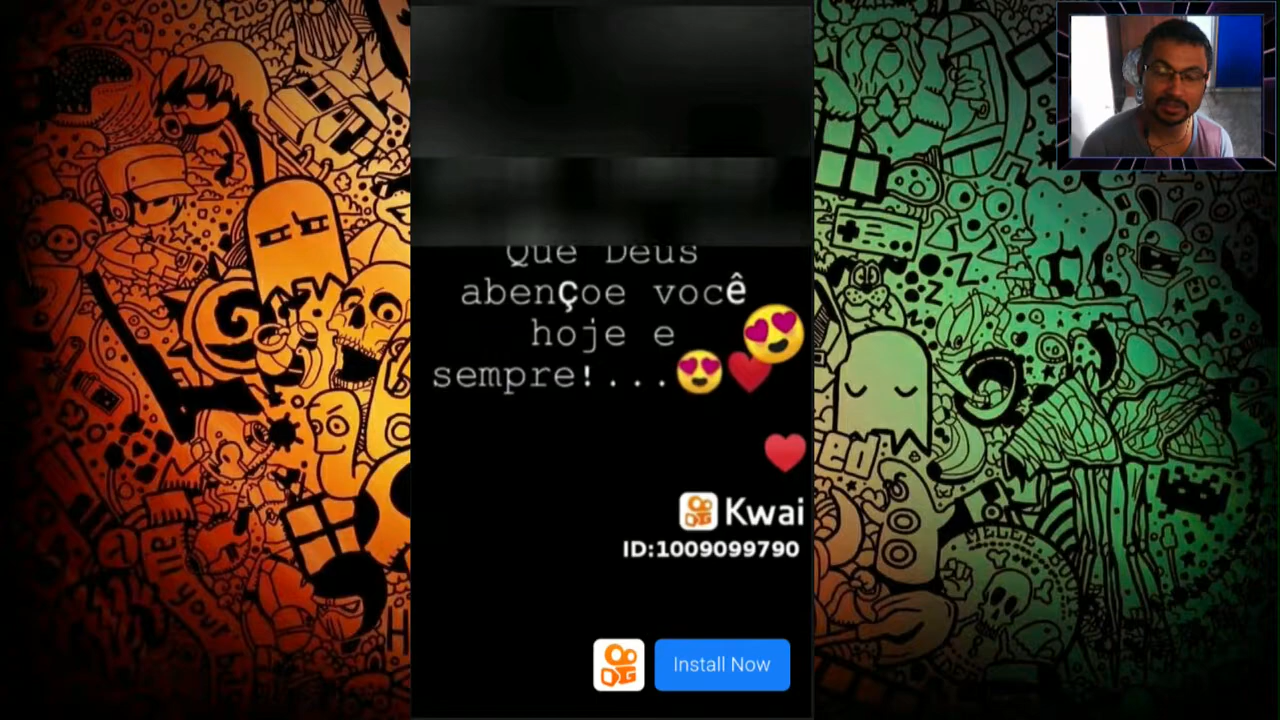 Que Deus
abençoe você
hoje e
sempre!...
Kwai
ID:1009099790
Install Now